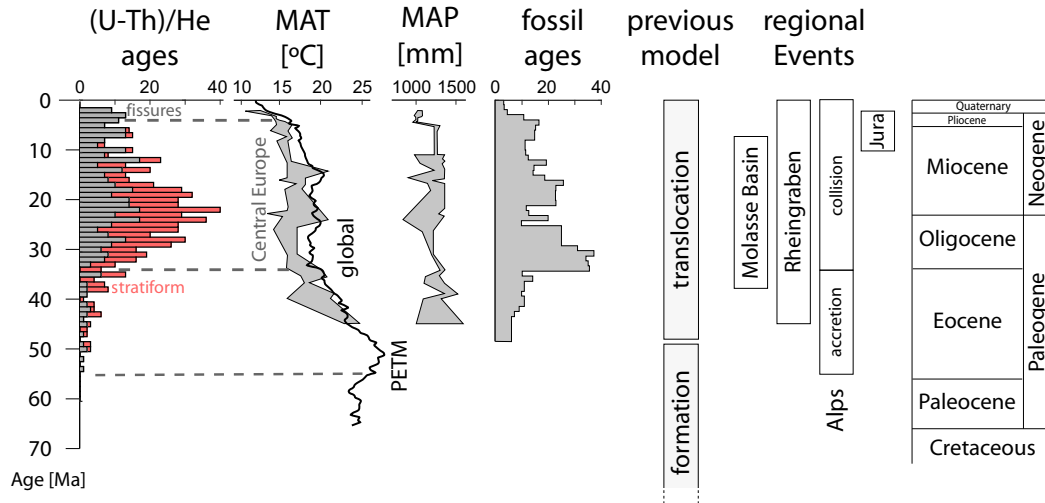 (U-Th)/He ages
MAT [ºC]
MAP [mm]
fossil ages
previous model
regional Events
0 20 40
10 15 20 25
1000 1500
0 20 40
0
10
20
30
40
50
60
70
Age [Ma]
fissures
stratiform
Central Europe
global
PETM
translocation
formation
Molasse Basin
Rheingraben
collision
accretion
Alps
Jura
Quaternary
Pliocene
Miocene
Oligocene
Eocene
Paleocene
Cretaceous
Neogene
Paleogene